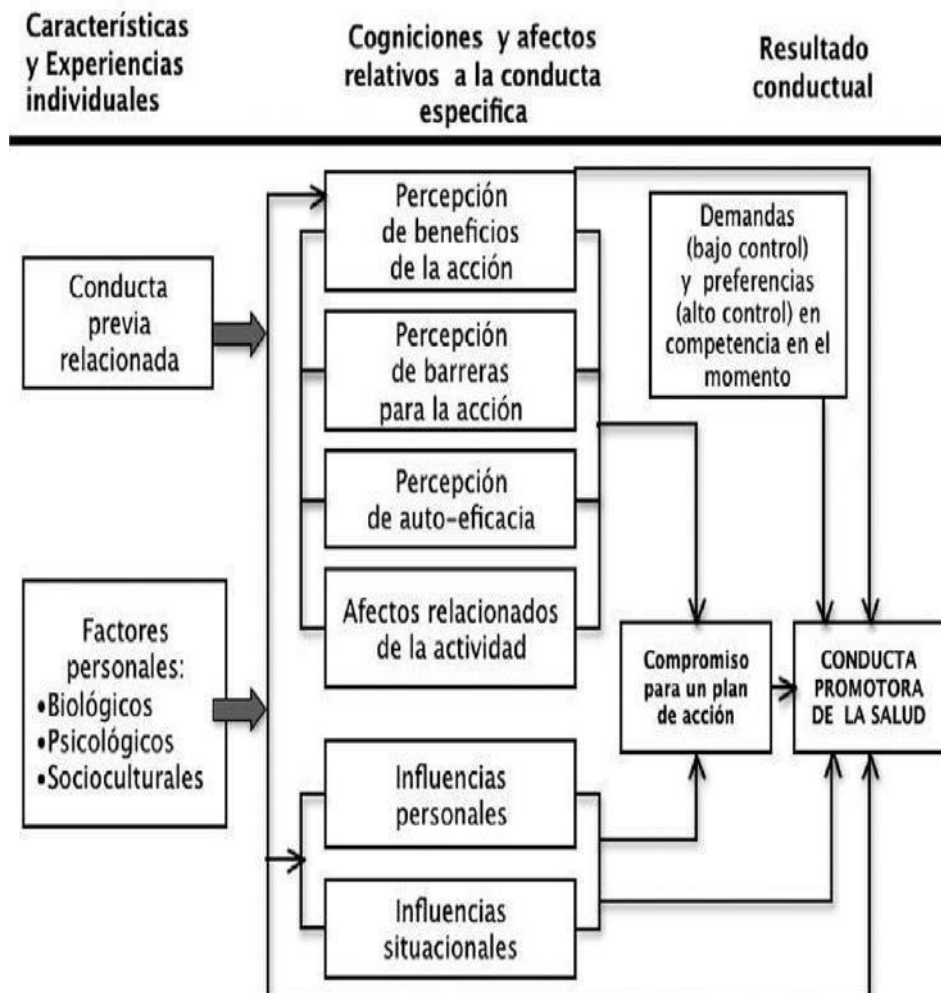 Características
y Experiencias
individuales
Cogniciones y afectos
relativos a la conducta
especifica
Resultado
conductual
Conducta
previa
relacionada
Factores
personales:
•Biológicos
•Psicológicos
•Socioculturales
Percepción
de beneficios
de la acción
Percepción
de barreras
para la acción
Percepción
de auto-eficacia
Afectos relacionados
de la actividad
Influencias
personales
Influencias
situacionales
Demandas
(bajo control)
y preferencias
(alto control) en
competencia en el
momento
Compromiso
para un plan
de acción
CONDUCTA
PROMOTORA
DE LA SALUD